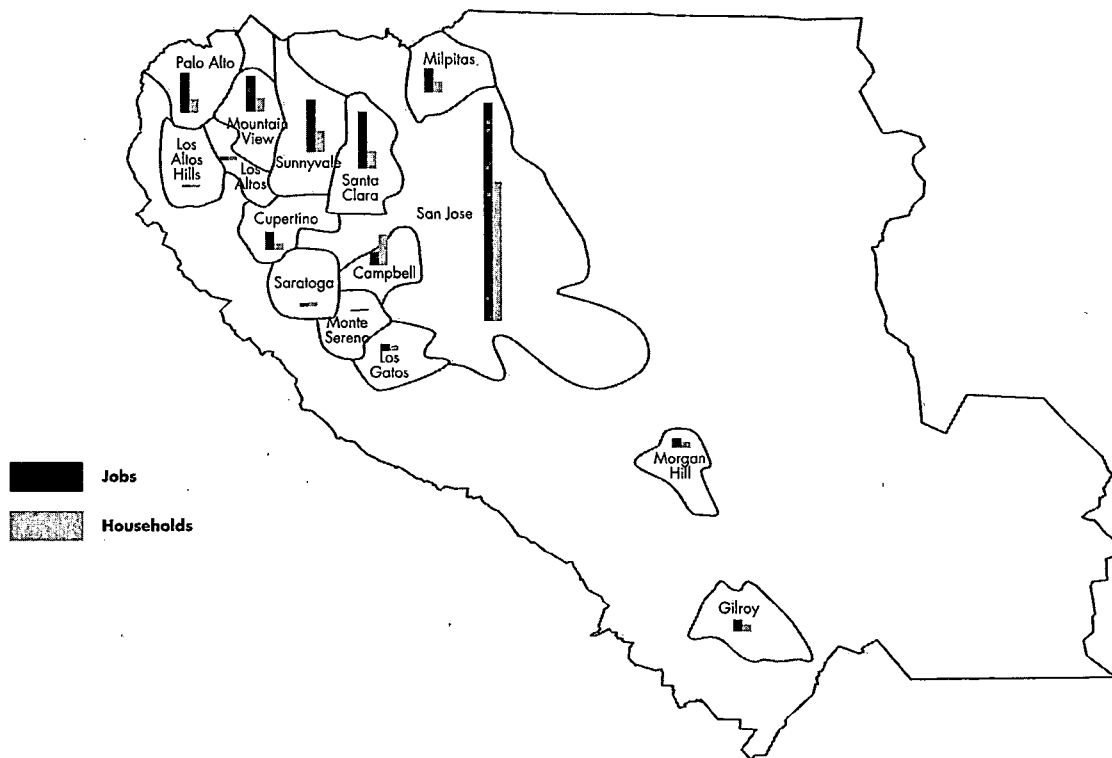 Palo Alto
Milpitas
Mountain
View
Los
Altos
Hills
Los
Altos
Sunnyvale
Santa
Clara
San Jose
Cupertino
Campbell
Saratoga
Monte
Sereno
Los
Gatos
Jobs
Households
Morgan
Hill
Gilroy